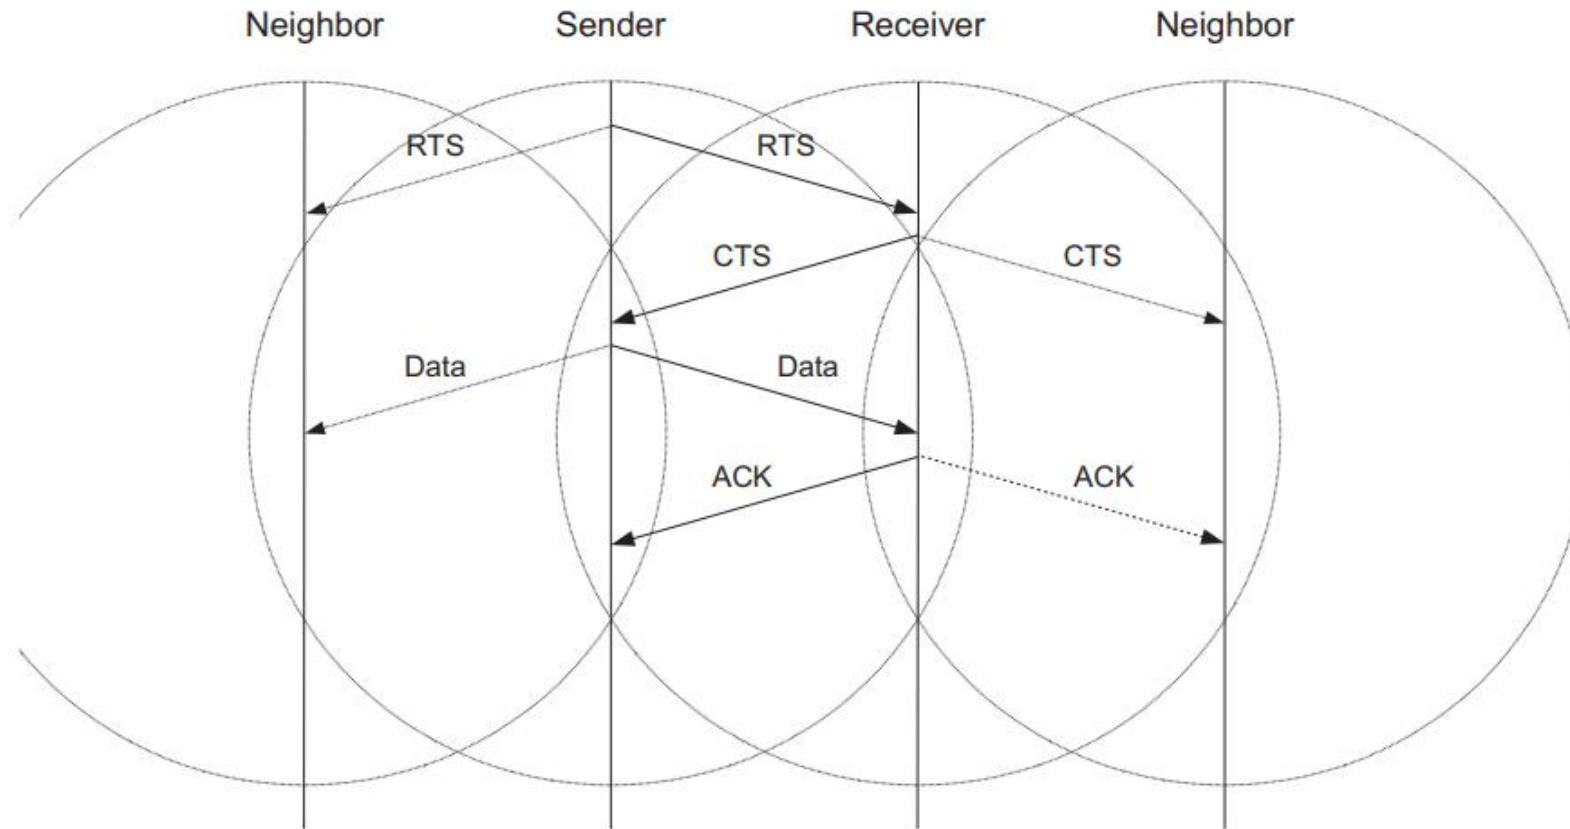 Neighbor Sender Receiver Neighbor
RTS RTS
CTS CTS
Data Data
ACK ACK